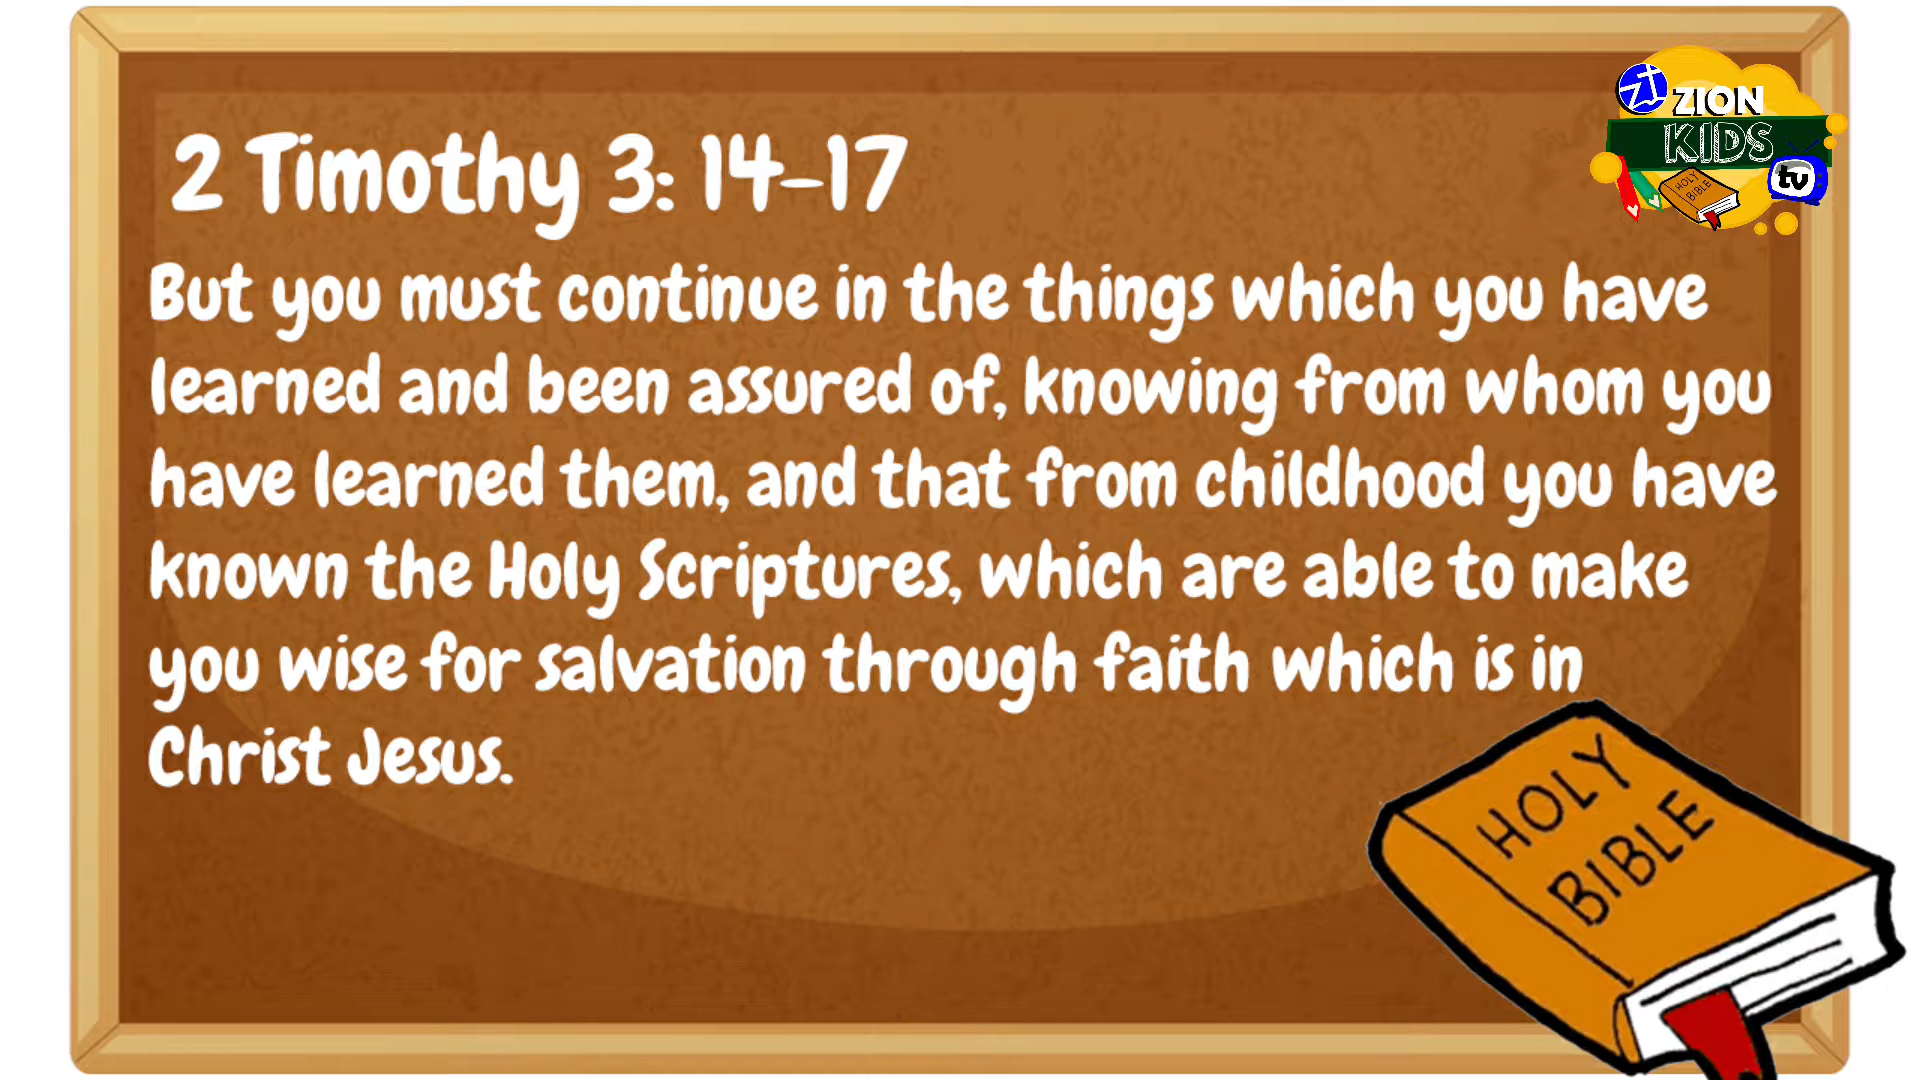 2 Timothy 3: 14-17
But you must continue in the things which you have
learned and been assured of, knowing from whom you
have learned them, and that from childhood you have
known the Holy Scriptures, which are able to make
you wise for salvation through faith which is in
Christ Jesus.
ZION
KIDS
HOLY
BIBLE
tv
HOLY
BIBLE